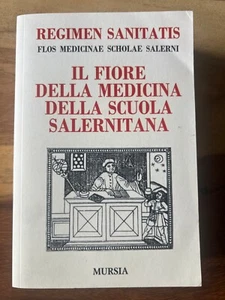 REGIMEN SANITATIS
FLOS MEDICINAE SCHOLAE SALERNI
IL FIORE
DELLA MEDICINA
DELLA SCUOLA
SALERNITANA
MURSIA